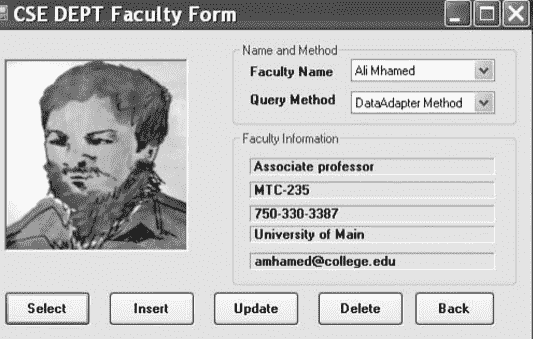 CSE DEPT Faculty Form
Name and Method
Faculty Name Ali Mhamed
Query Method DataAdapter Method
Faculty Information
Associate professor
MTC-235
750-330-3387
University of Main
amhamed@college.edu
Select Insert Update Delete Back